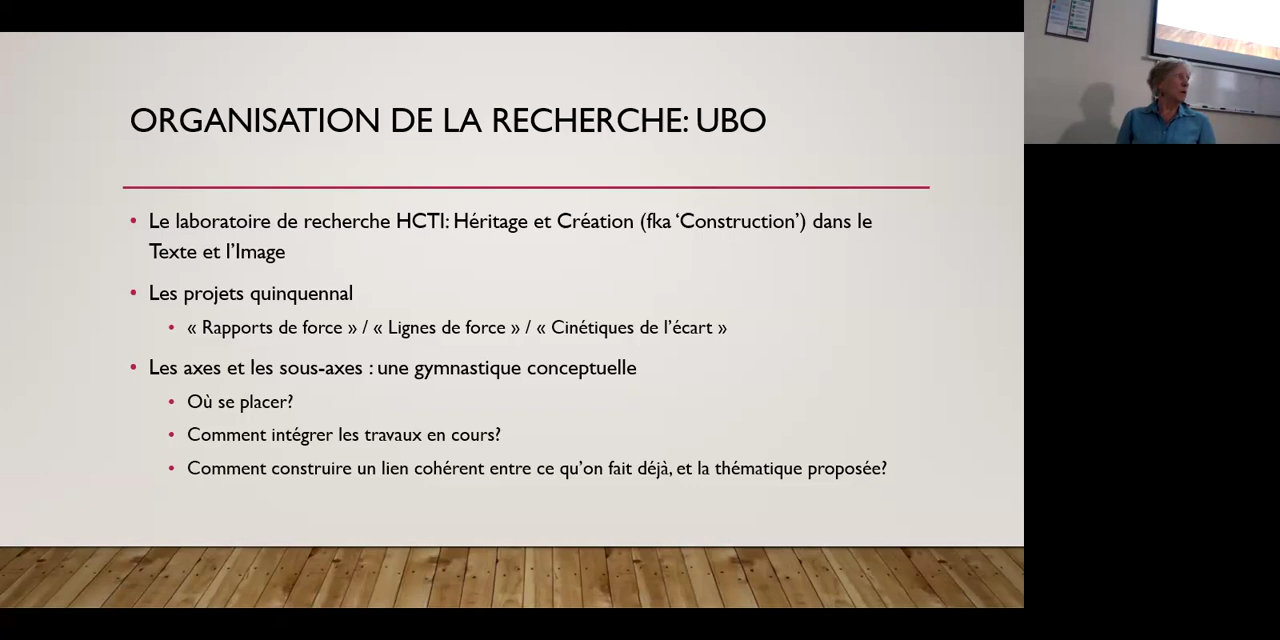 ORGANISATION DE LA RECHERCHE: UBO
• Le laboratoire de recherche HCTI: Héritage et Création (fka ‘Construction’) dans le
Texte et l’Image
• Les projets quinquennal
• « Rapports de force » / « Lignes de force » / « Cinétiques de l’écart »
• Les axes et les sous-axes : une gymnastique conceptuelle
• Où se placer?
• Comment intégrer les travaux en cours?
• Comment construire un lien cohérent entre ce qu’on fait déjà, et la thématique proposée?